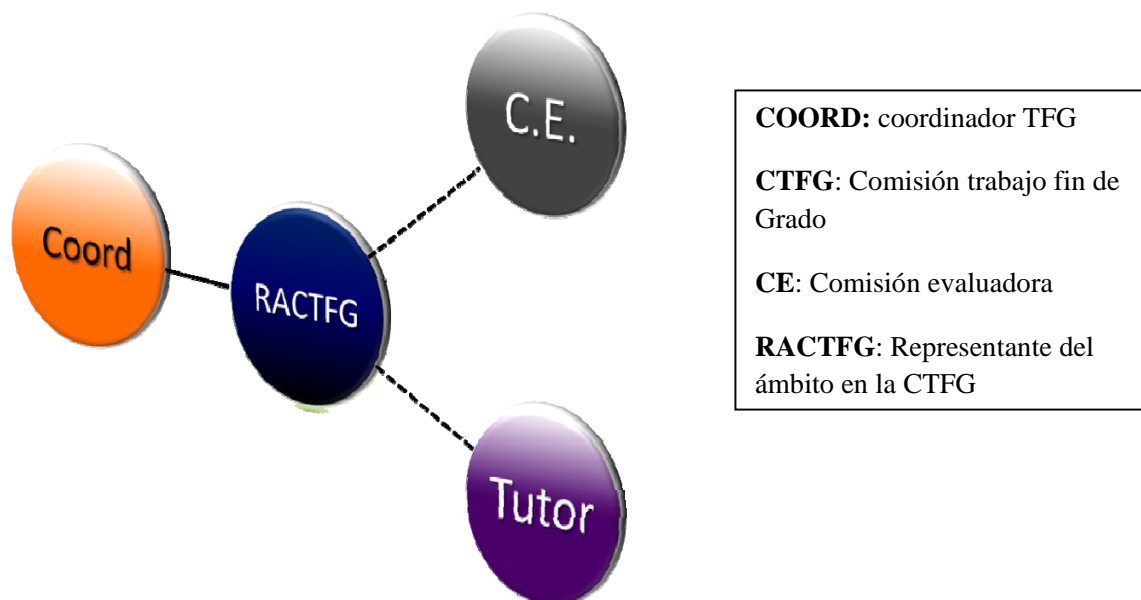 C.E.
Coord
RACTFG
Tutor
COORD: coordinador TFG
CTFG: Comisión trabajo fin de
Grado
CE: Comisión evaluadora
RACTFG: Representante del
ámbito en la CTFG